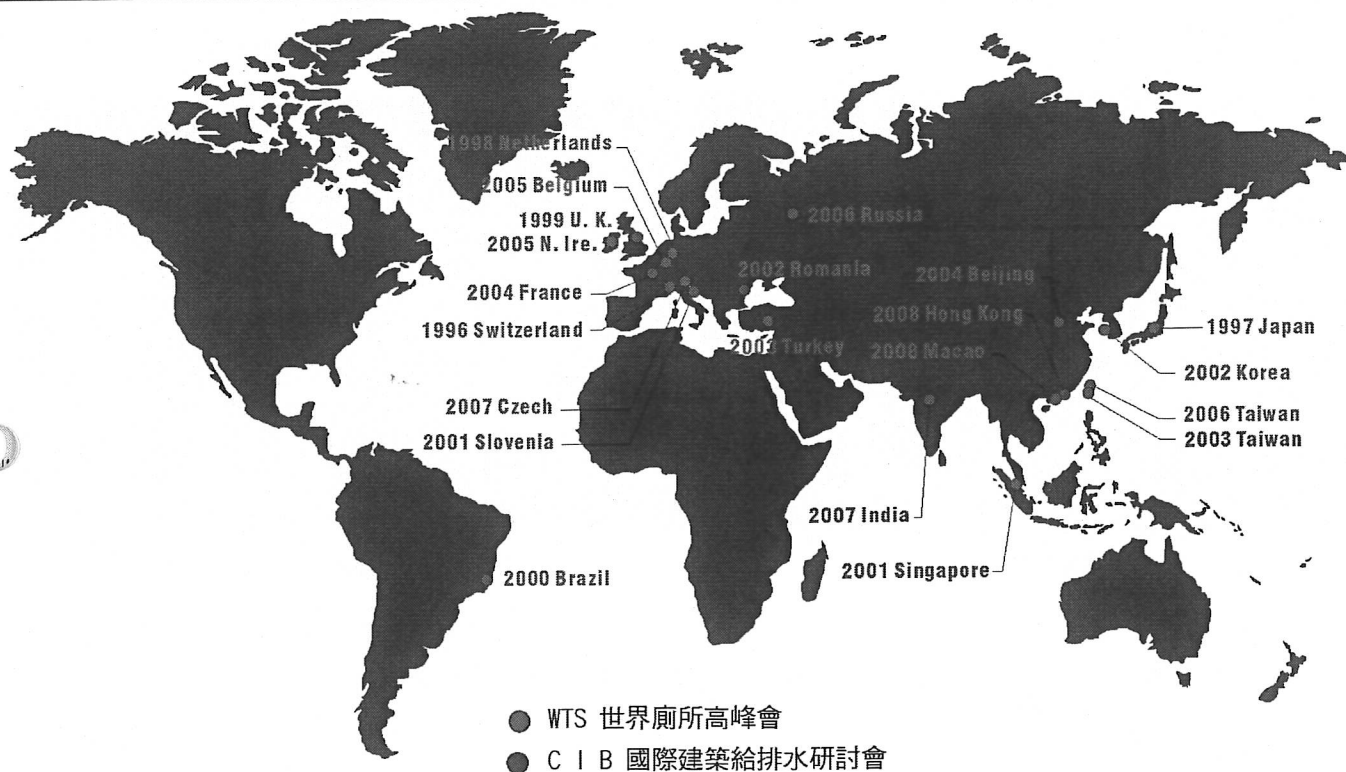 1998 Netherlands
2005 Belgium
1999 U. K.
2005 N. Ire.
2004 France
1996 Switzerland
2007 Czech
2001 Slovenia
2000 Brazil
2006 Russia
2002 Romania
2004 Beijing
2008 Hong Kong
2003 Turkey
2008 Macao
1997 Japan
2002 Korea
2006 Taiwan
2003 Taiwan
2007 India
2001 Singapore
WTS 世界廁所高峰會
C I B 國際建築給排水研討會